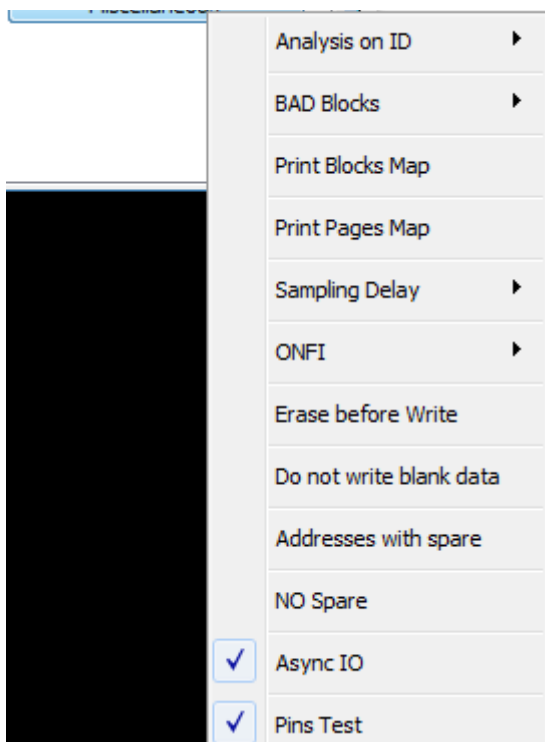 Analysis on ID
BAD Blocks
Print Blocks Map
Print Pages Map
Sampling Delay
ONFI
Erase before Write
Do not write blank data
Addresses with spare
NO Spare
Async IO
Pins Test